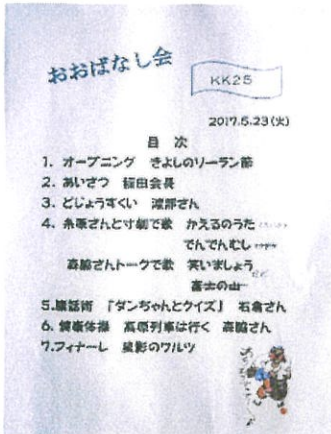 おおばなし会
KK25
2017.5.23(火)
目 次
1. オープニング きよしのソーラン節
2. あいさつ 稲田会長
3. どじょうすくい 渡部さん
4. 糸原さんと寸劇で歌 かえるのうた
でんでんむし
高脇さんトークで歌 笑いましょう
富士の山
5.腹話術 『ダンちゃんとクイズ』 石倉さん
6. 健康体操 高原列車は行く 森脇さん
7.フィナーレ 星影のワルツ